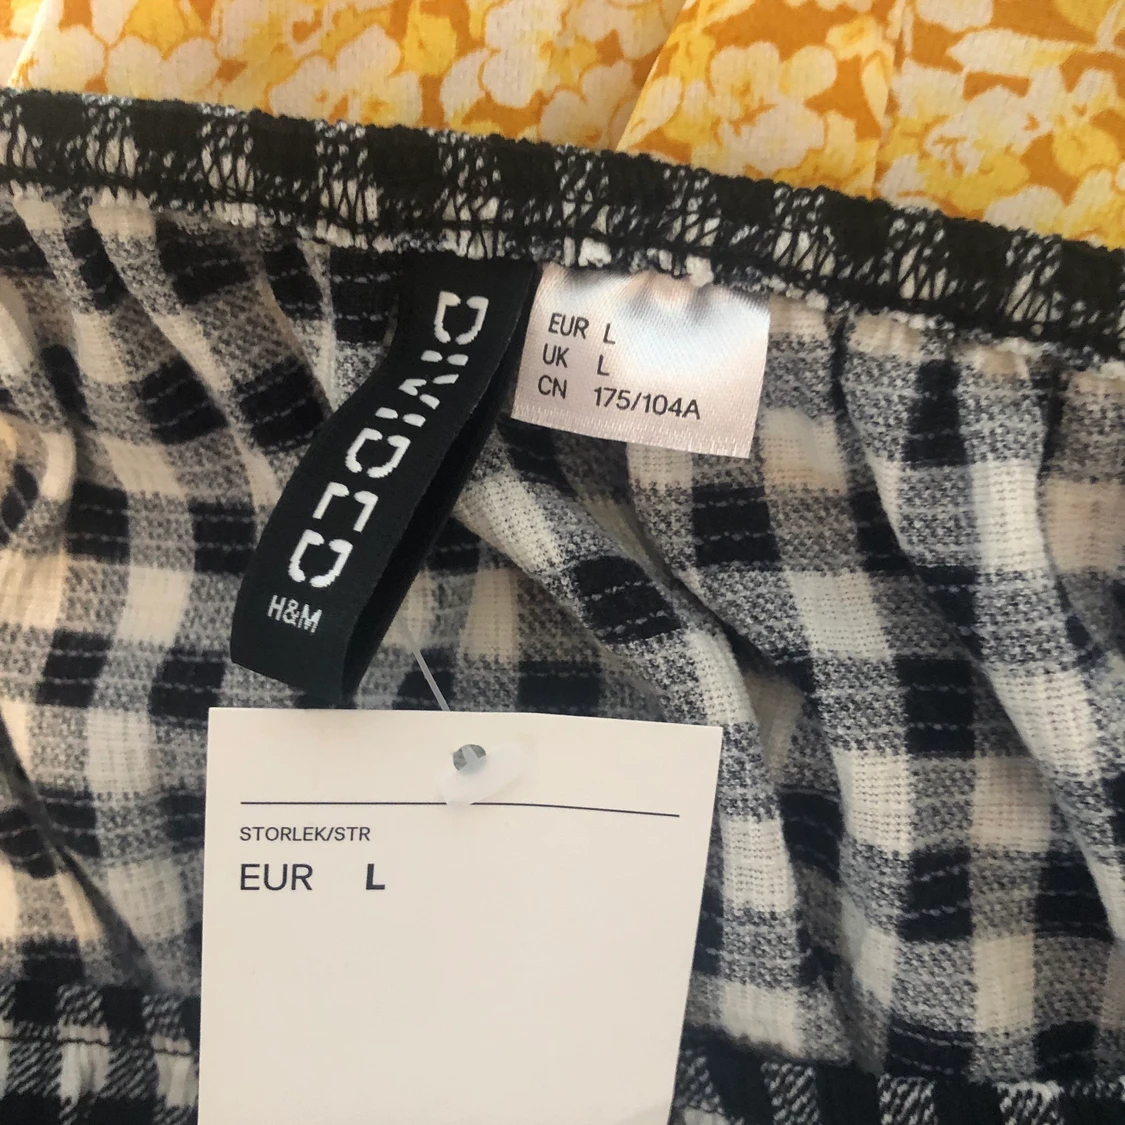 DIVIDED
H&M
EUR L
UK L
CN 175/104A
STORLEK/STR
EUR L